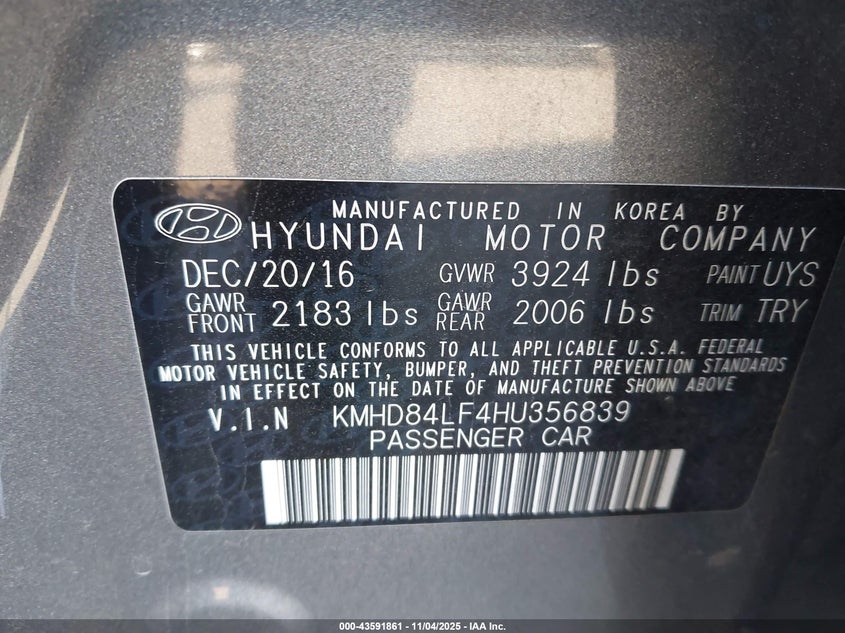 MANUFACTURED IN KOREA BY
HYUNDAI MOTOR COMPANY
DEC/20/16 GVWR 3924 lbs PAINT UYS
GAWR FRONT 2183 lbs GAWR REAR 2006 lbs TRIM TRY
THIS VEHICLE CONFORMS TO ALL APPLICABLE U.S.A. FEDERAL
MOTOR VEHICLE SAFETY, BUMPER, AND THEFT PREVENTION STANDARDS
IN EFFECT ON THE DATE OF MANUFACTURE SHOWN ABOVE
V.I.N KMHD84LF4HU356839
PASSENGER CAR
000-43591861 - 11/04/2025 - IAA Inc.